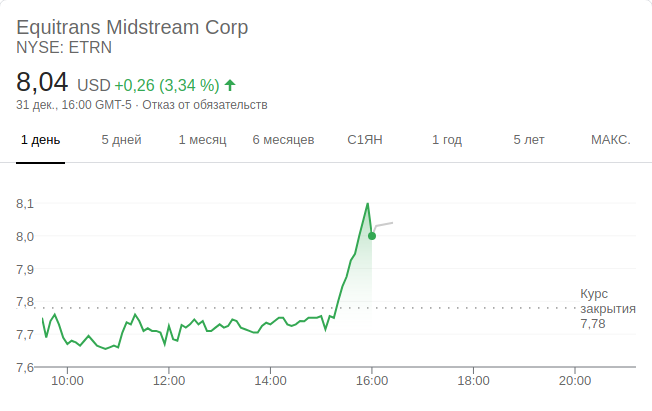 Equitrans Midstream Corp
NYSE: ETRN
8,04 USD +0,26 (3,34 %)
31 дек., 16:00 GMT-5 · Отказ от обязательств
1 день 5 дней 1 месяц 6 месяцев С1ЯН 1 год 5 лет МАКС.
8,1
8,0
7,9
7,8
7,7
7,6
Курс
закрытия
7,78
10:00 12:00 14:00 16:00 18:00 20:00